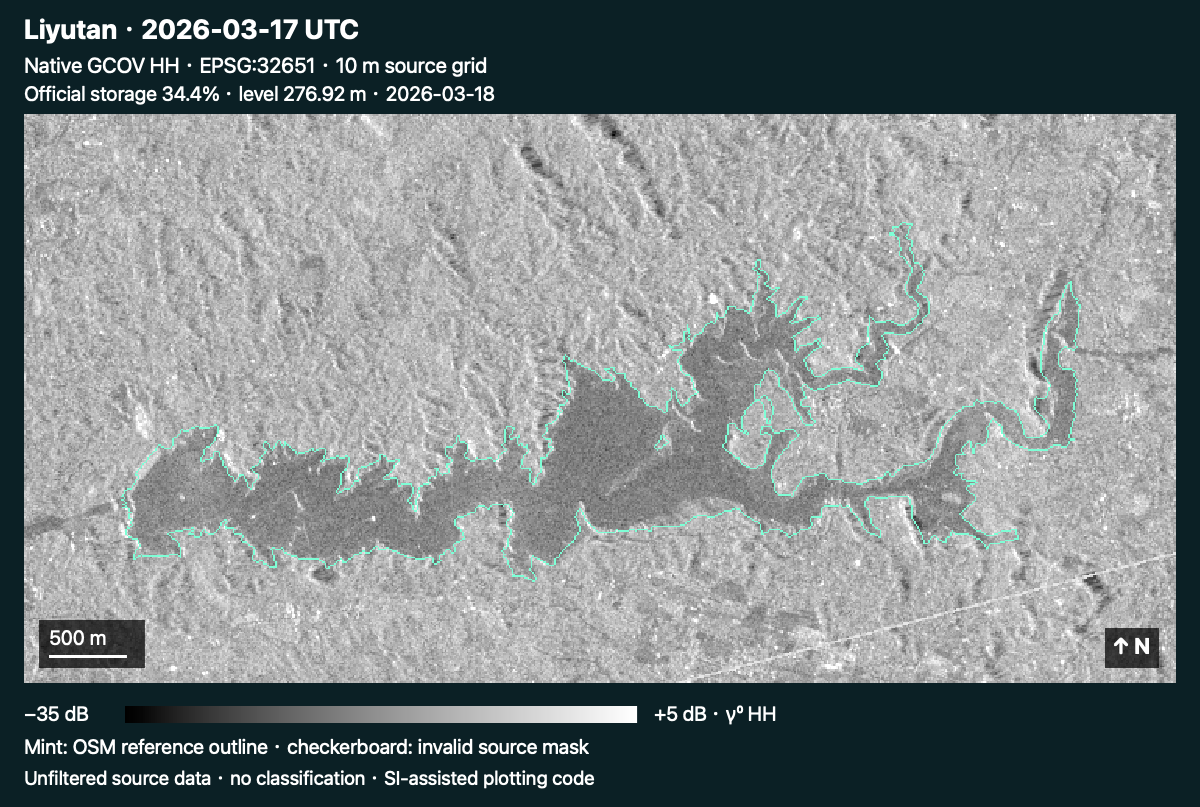 Liyutan · 2026-03-17 UTC
Native GCOV HH · EPSG:32651 · 10 m source grid
Official storage 34.4% · level 276.92 m · 2026-03-18
500 m
↑ N
−35 dB
+5 dB · γ⁰ HH
Mint: OSM reference outline · checkerboard: invalid source mask
Unfiltered source data · no classification · SI-assisted plotting code